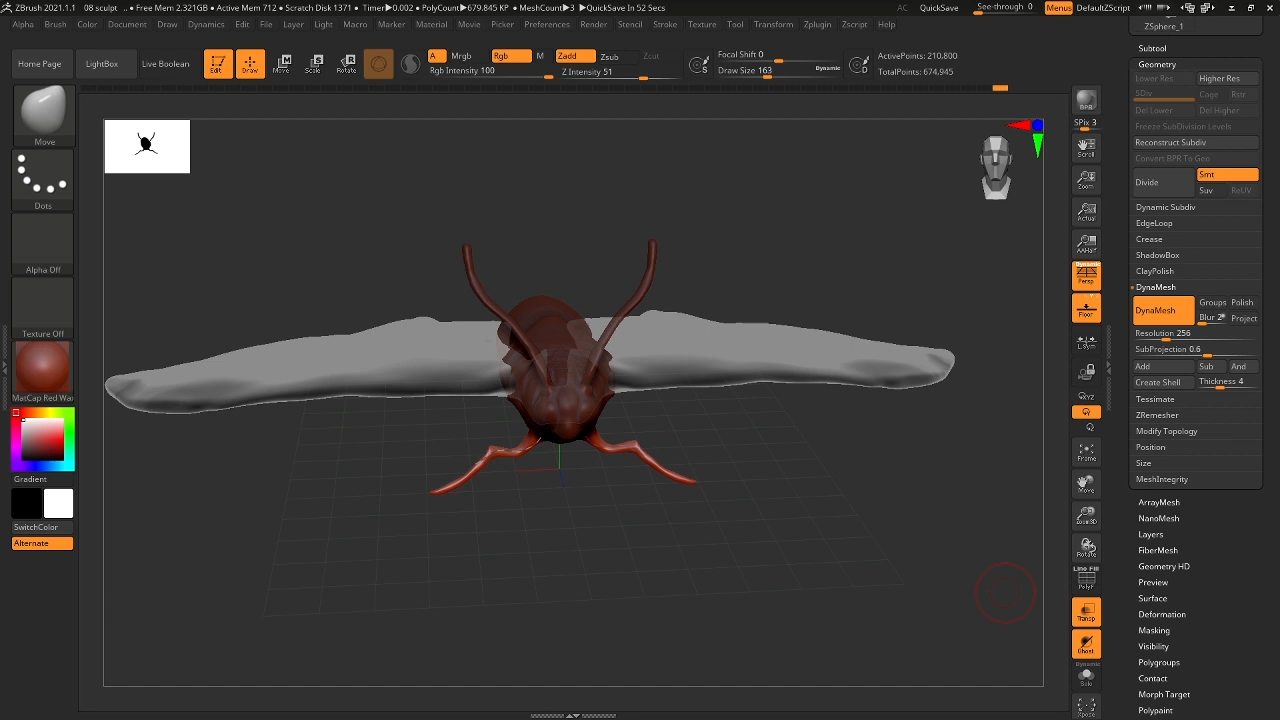 ZBrush 2021.1.1 08 sculpt • Free Mem 2.321GB • Active Mem 712 • Scratch Disk 1371 • Timer▶0.002 • PolyCount▶679.845 KP • MeshCount▶3 ▶QuickSave In 52 Secs AC QuickSave See-through 0 Menus DefaultZScript
Alpha Brush Color Document Draw Dynamics Edit File Layer Light Macro Marker Material Movie Picker Preferences Render Stencil Stroke Texture Tool Transform Zplugin Zscript Help
Home Page
LightBox
Live Boolean
Edit
Draw
Move
Scale
Rotate
A Mrgb Rgb M Zadd Zsub Zcut
Rgb Intensity 100
Z Intensity 51
Focal Shift 0
Draw Size 163
Dynamic
S
D
ActivePoints: 210.800
TotalPoints: 674,945
Move
Dots
Alpha Off
Texture Off
MatCap Red Wa
Gradient
SwitchColor
Alternate
BPR
SPix 3
Scroll
Zoom
Actual
AAHalf
Dynamic
Persp
Floor
L.Sym
XYZ
Frame
Move
Zoom3D
Rotate
Line Fill
PolyF
Transp
Ghost
Dynamic
Solo
Xpose
ZSphere_1
Subtool
Geometry
Lower Res Higher Res
SDiv Cage Rstr
Del Lower Del Higher
Freeze SubDivision Levels
Reconstruct Subdiv
Convert BPR To Geo
Divide Smt
Suv ReUV
Dynamic Subdiv
EdgeLoop
Crease
ShadowBox
ClayPolish
DynaMesh
DynaMesh Groups Polish
Blur 2 Project
Resolution 256
SubProjection 0.6
Add Sub And
Create Shell Thickness 4
Tessimate
ZRemesher
Modify Topology
Position
Size
MeshIntegrity
ArrayMesh
NanoMesh
Layers
FiberMesh
Geometry HD
Preview
Surface
Deformation
Masking
Visibility
Polygroups
Contact
Morph Target
Polypaint